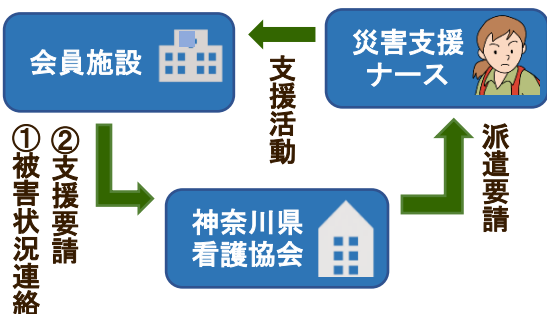 会員施設
災害支援
ナース
支援活動
①被害状況連絡
②支援要請
神奈川県
看護協会
派遣要請